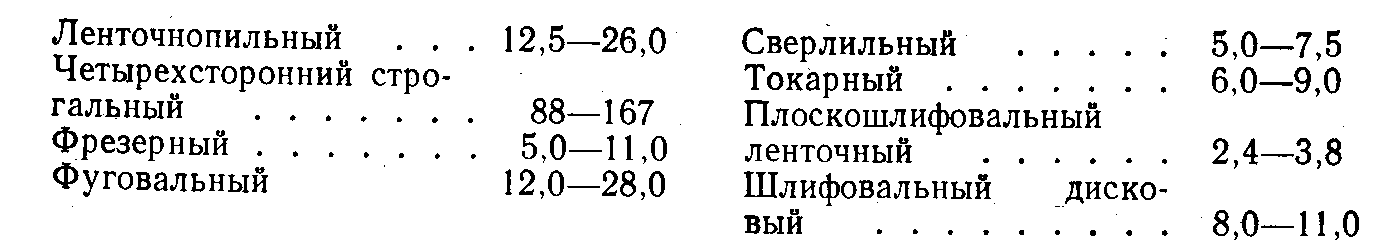 Ленточнопильный . . . 12,5—26,0
Четырехсторонний стро-
гальный . . . . . . . 88—167
Фрезерный . . . . . . . 5,0—11,0
Фуговальный 12,0—28,0
Сверлильный . . . . . 5,0—7,5
Токарный . . . . . . . 6,0—9,0
Плоскошлифовальный
ленточный . . . . . . 2,4—3,8
Шлифовальный диско-
вый . . . . . . . . . 8,0—11,0